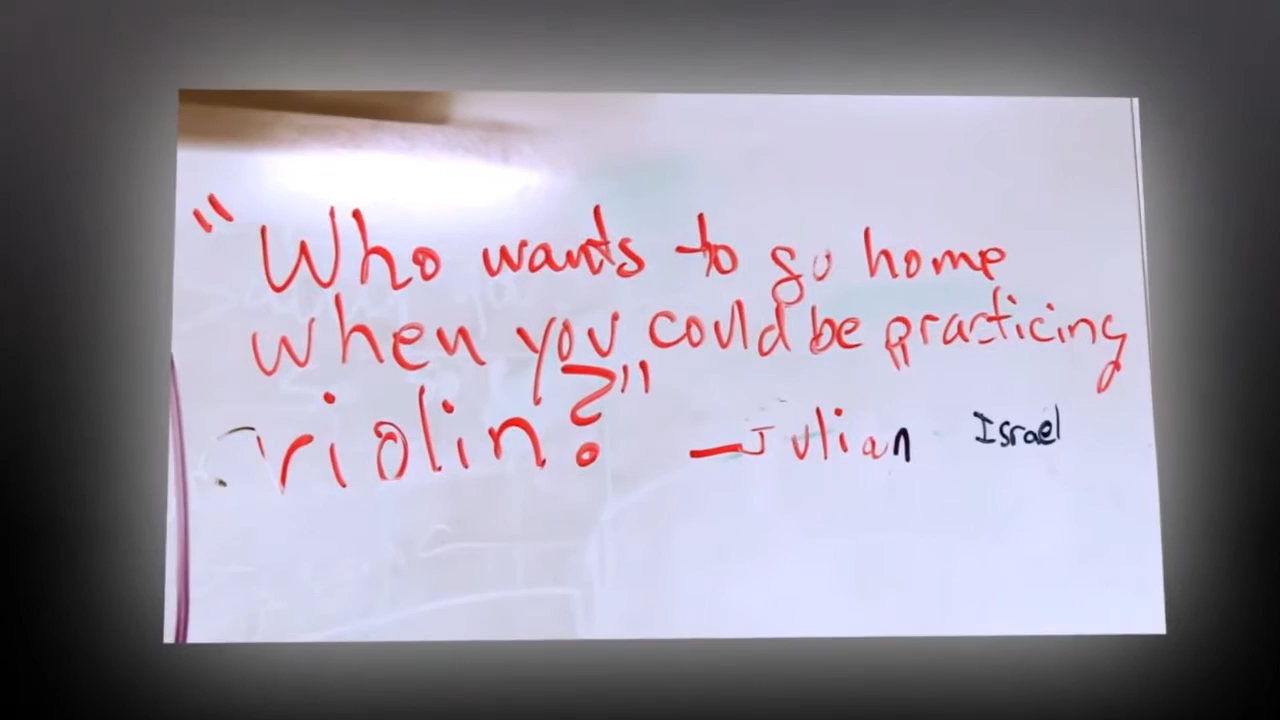 "Who wants to go home
when you could be practicing
violin?"
—Julian Israel